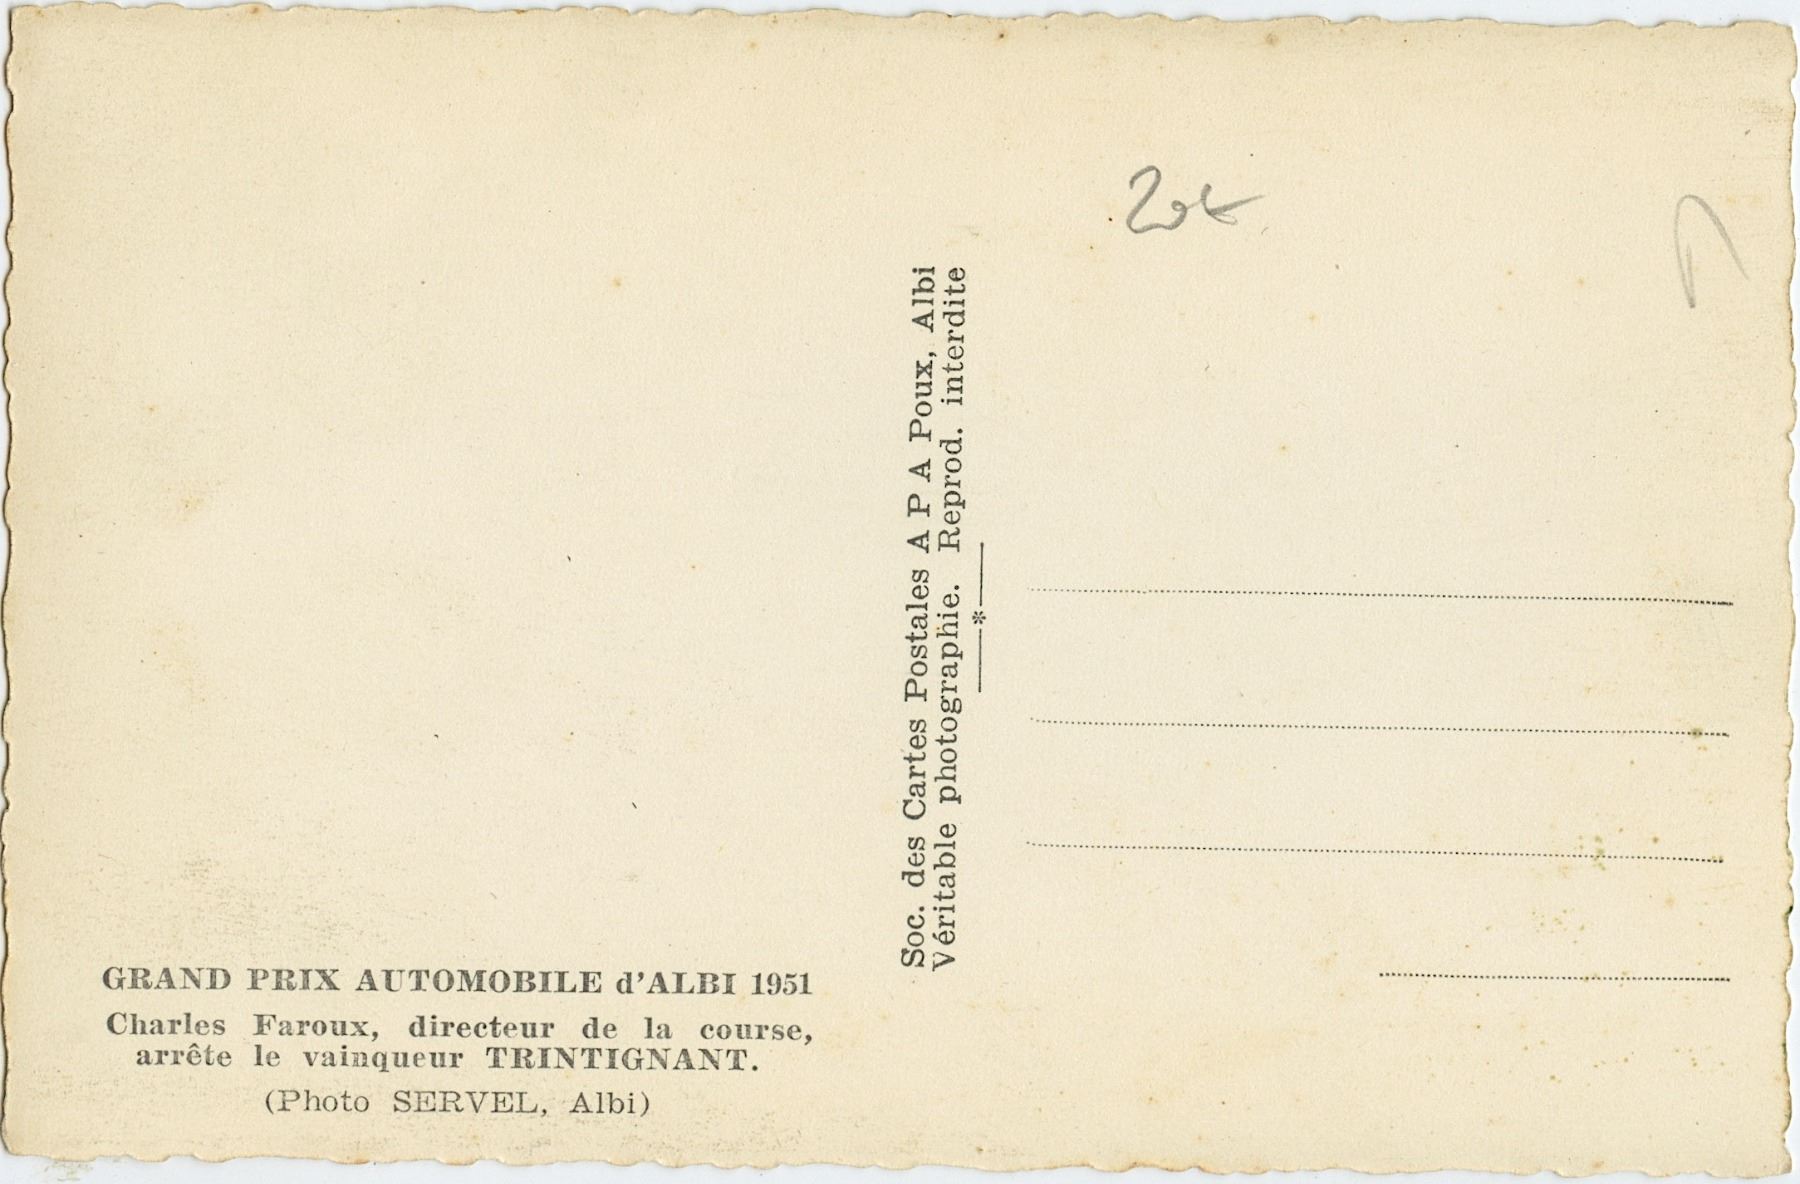 GRAND PRIX AUTOMOBILE d'ALBI 1951
Charles Faroux, directeur de la course,
arrête le vainqueur TRINTIGNANT.
(Photo SERVEL, Albi)
Soc. des Cartes Postales A P A Poux, Albi
Véritable photographie. Reprod. interdite
*